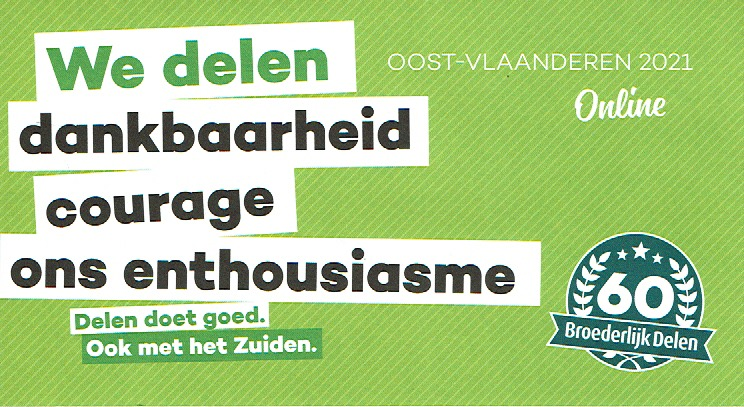 We delen
dankbaarheid
courage
ons enthousiasme
Delen doet goed.
Ook met het Zuiden.
OOST-VLAANDEREN 2021
Online
60
Broederlijk Delen